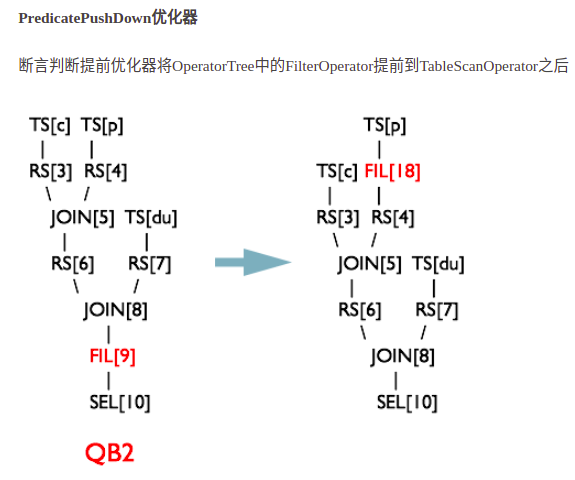 PredicatePushDown优化器
断言判断提前优化器将OperatorTree中的FilterOperator提前到TableScanOperator之后
TS[c] TS[p]
RS[3] RS[4]
JOIN[5] TS[du]
RS[6] RS[7]
JOIN[8]
FIL[9]
SEL[10]
QB2
TS[p]
TS[c] FIL[18]
RS[3] RS[4]
JOIN[5] TS[du]
RS[6] RS[7]
JOIN[8]
SEL[10]